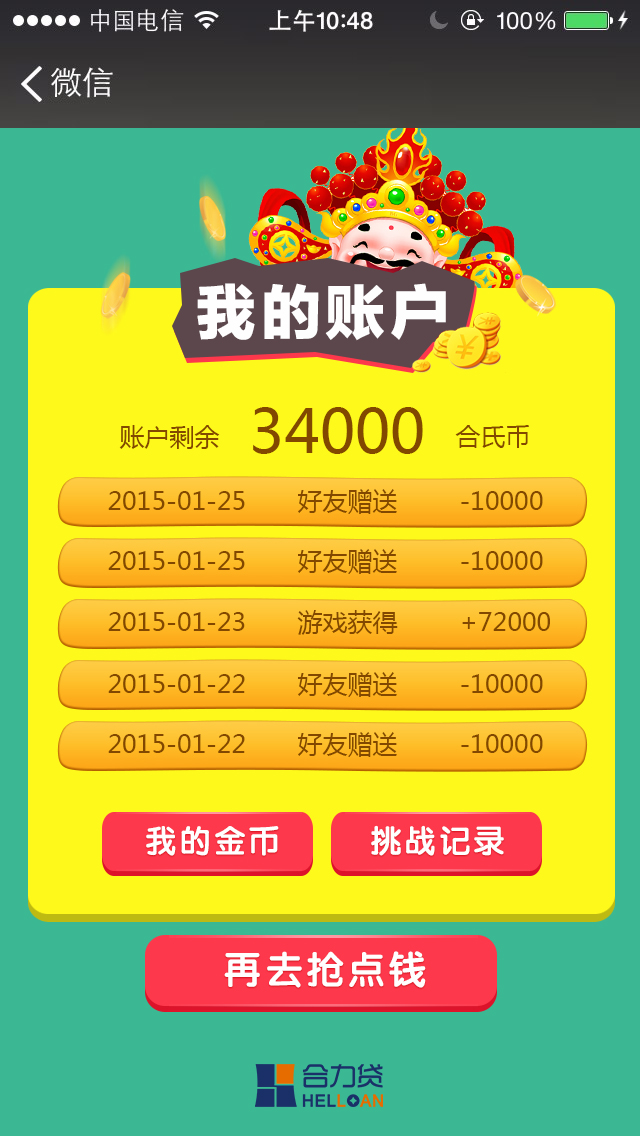 中国电信 上午10:48 100%
微信
我的账户
账户剩余 34000 合氏币
2015-01-25 好友赠送 -10000
2015-01-25 好友赠送 -10000
2015-01-23 游戏获得 +72000
2015-01-22 好友赠送 -10000
2015-01-22 好友赠送 -10000
我的金币 挑战记录
再去抢点钱
合力贷
HELLOAN